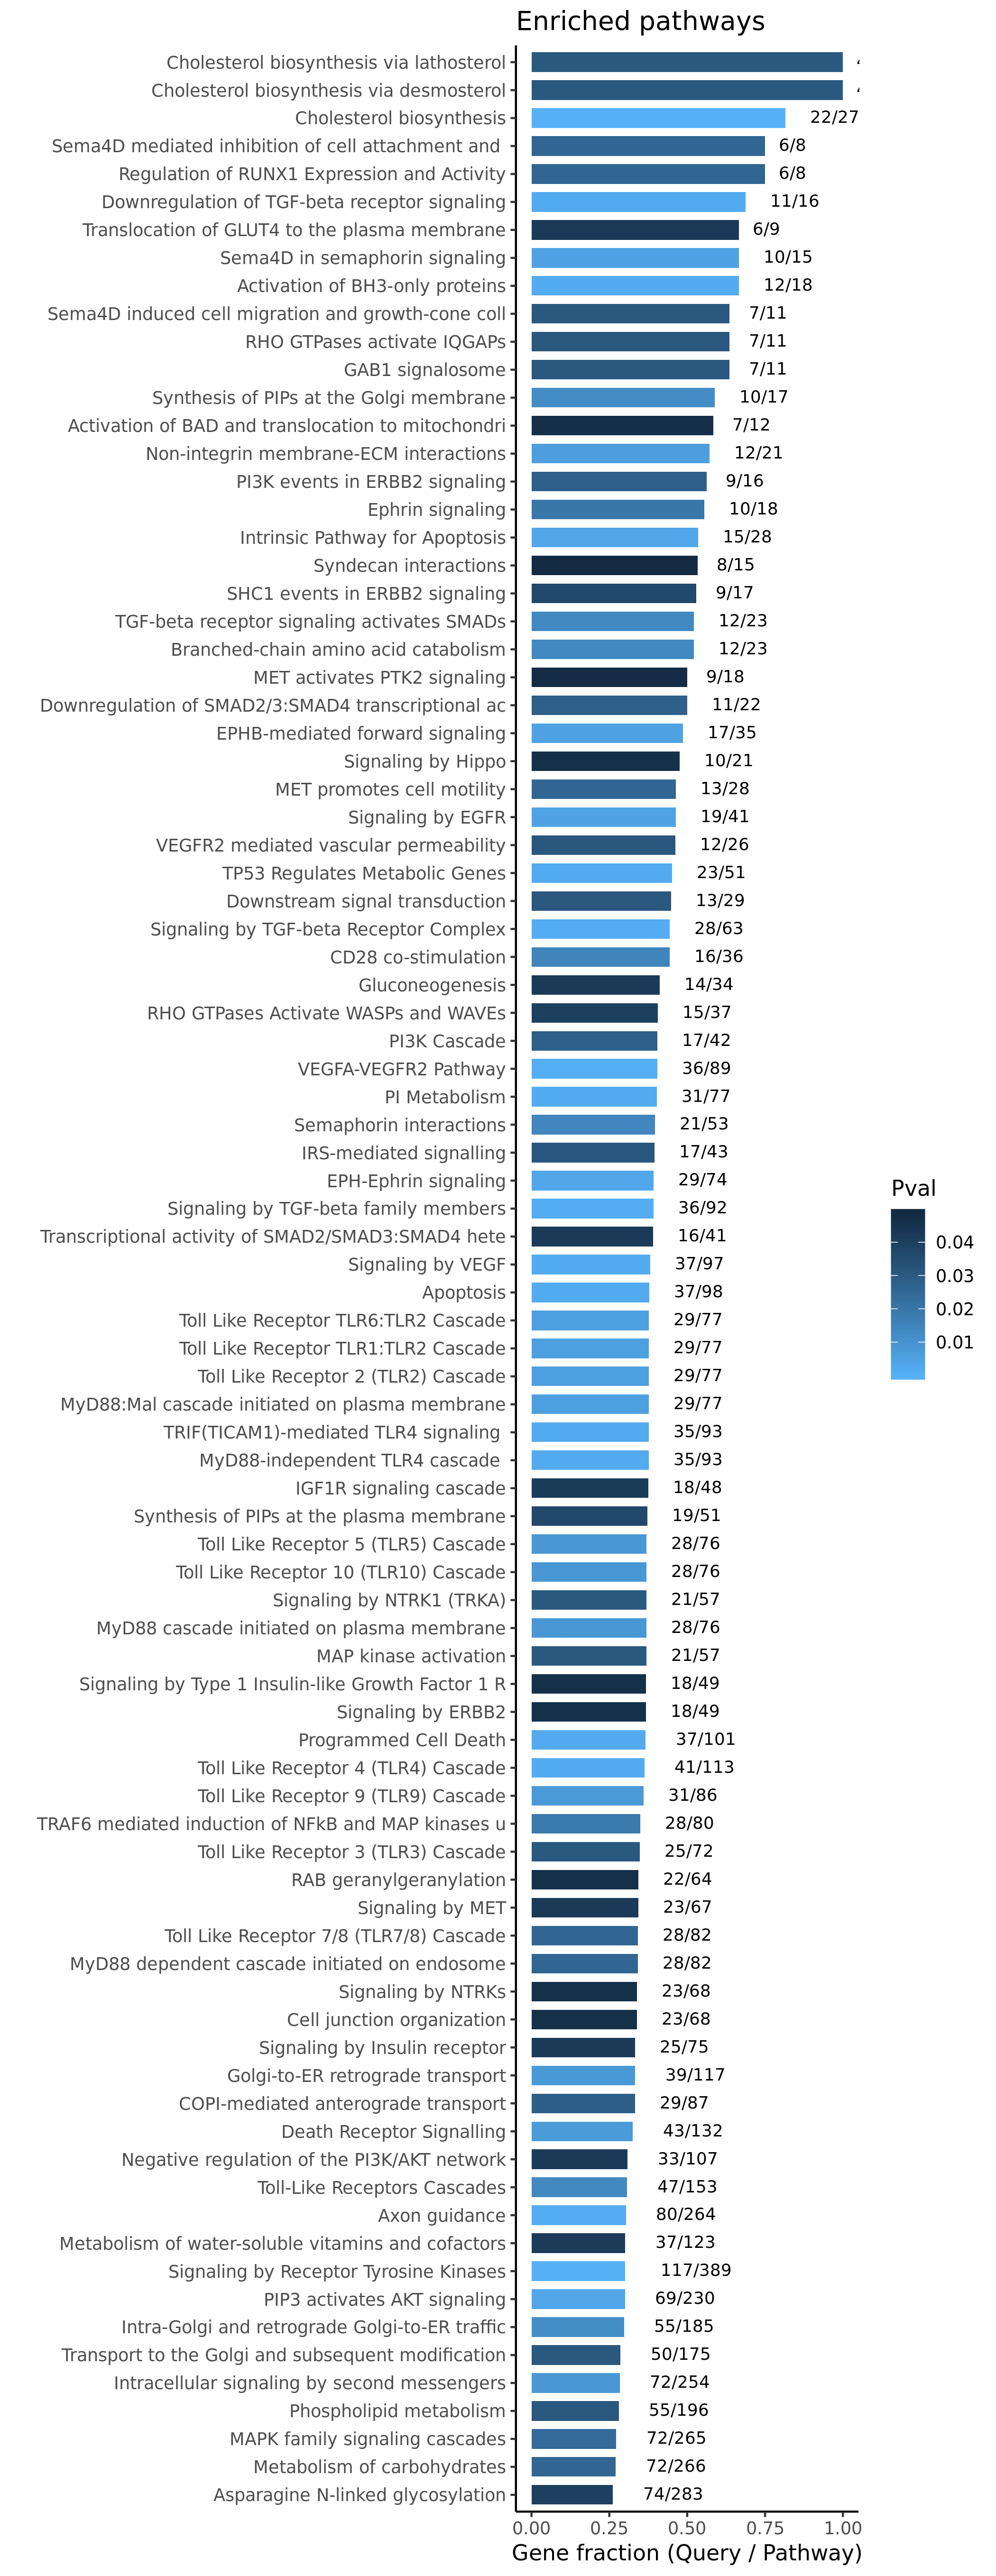 Enriched pathways
Cholesterol biosynthesis via lathosterol
Cholesterol biosynthesis via desmosterol
Cholesterol biosynthesis 22/27
Sema4D mediated inhibition of cell attachment and 6/8
Regulation of RUNX1 Expression and Activity 6/8
Downregulation of TGF-beta receptor signaling 11/16
Translocation of GLUT4 to the plasma membrane 6/9
Sema4D in semaphorin signaling 10/15
Activation of BH3-only proteins 12/18
Sema4D induced cell migration and growth-cone coll 7/11
RHO GTPases activate IQGAPs 7/11
GAB1 signalosome 7/11
Synthesis of PIPs at the Golgi membrane 10/17
Activation of BAD and translocation to mitochondri 7/12
Non-integrin membrane-ECM interactions 12/21
PI3K events in ERBB2 signaling 9/16
Ephrin signaling 10/18
Intrinsic Pathway for Apoptosis 15/28
Syndecan interactions 8/15
SHC1 events in ERBB2 signaling 9/17
TGF-beta receptor signaling activates SMADs 12/23
Branched-chain amino acid catabolism 12/23
MET activates PTK2 signaling 9/18
Downregulation of SMAD2/3:SMAD4 transcriptional ac 11/22
EPHB-mediated forward signaling 17/35
Signaling by Hippo 10/21
MET promotes cell motility 13/28
Signaling by EGFR 19/41
VEGFR2 mediated vascular permeability 12/26
TP53 Regulates Metabolic Genes 23/51
Downstream signal transduction 13/29
Signaling by TGF-beta Receptor Complex 28/63
CD28 co-stimulation 16/36
Gluconeogenesis 14/34
RHO GTPases Activate WASPs and WAVEs 15/37
PI3K Cascade 17/42
VEGFA-VEGFR2 Pathway 36/89
PI Metabolism 31/77
Semaphorin interactions 21/53
IRS-mediated signalling 17/43
EPH-Ephrin signaling 29/74
Signaling by TGF-beta family members 36/92
Transcriptional activity of SMAD2/SMAD3:SMAD4 hete 16/41
Signaling by VEGF 37/97
Apoptosis 37/98
Toll Like Receptor TLR6:TLR2 Cascade 29/77
Toll Like Receptor TLR1:TLR2 Cascade 29/77
Toll Like Receptor 2 (TLR2) Cascade 29/77
MyD88:Mal cascade initiated on plasma membrane 29/77
TRIF(TICAM1)-mediated TLR4 signaling 35/93
MyD88-independent TLR4 cascade 35/93
IGF1R signaling cascade 18/48
Synthesis of PIPs at the plasma membrane 19/51
Toll Like Receptor 5 (TLR5) Cascade 28/76
Toll Like Receptor 10 (TLR10) Cascade 28/76
Signaling by NTRK1 (TRKA) 21/57
MyD88 cascade initiated on plasma membrane 28/76
MAP kinase activation 21/57
Signaling by Type 1 Insulin-like Growth Factor 1 R 18/49
Signaling by ERBB2 18/49
Programmed Cell Death 37/101
Toll Like Receptor 4 (TLR4) Cascade 41/113
Toll Like Receptor 9 (TLR9) Cascade 31/86
TRAF6 mediated induction of NFkB and MAP kinases u 28/80
Toll Like Receptor 3 (TLR3) Cascade 25/72
RAB geranylgeranylation 22/64
Signaling by MET 23/67
Toll Like Receptor 7/8 (TLR7/8) Cascade 28/82
MyD88 dependent cascade initiated on endosome 28/82
Signaling by NTRKs 23/68
Cell junction organization 23/68
Signaling by Insulin receptor 25/75
Golgi-to-ER retrograde transport 39/117
COPI-mediated anterograde transport 29/87
Death Receptor Signalling 43/132
Negative regulation of the PI3K/AKT network 33/107
Toll-Like Receptors Cascades 47/153
Axon guidance 80/264
Metabolism of water-soluble vitamins and cofactors 37/123
Signaling by Receptor Tyrosine Kinases 117/389
PIP3 activates AKT signaling 69/230
Intra-Golgi and retrograde Golgi-to-ER traffic 55/185
Transport to the Golgi and subsequent modification 50/175
Intracellular signaling by second messengers 72/254
Phospholipid metabolism 55/196
MAPK family signaling cascades 72/265
Metabolism of carbohydrates 72/266
Asparagine N-linked glycosylation 74/283
0.00 0.25 0.50 0.75 1.00
Gene fraction (Query / Pathway)
Pval
0.04
0.03
0.02
0.01